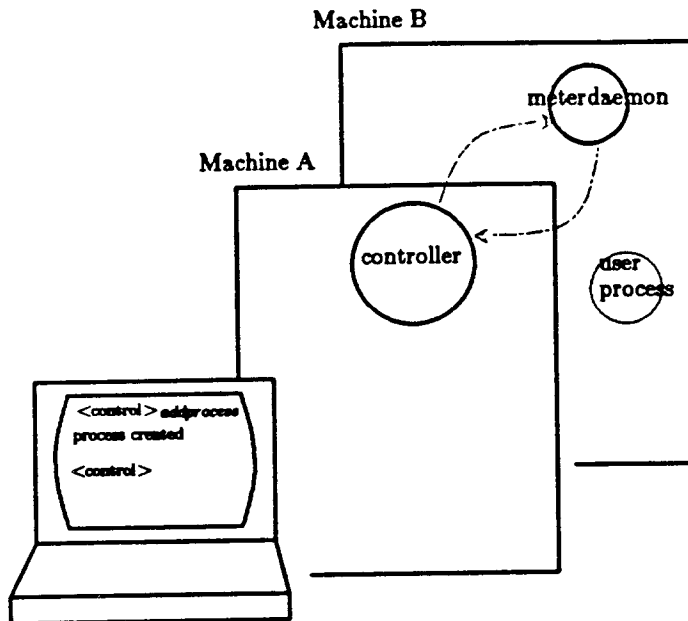 Machine B
meterdaemon
Machine A
controller
user
process
<control> addprocess
process created
<control>